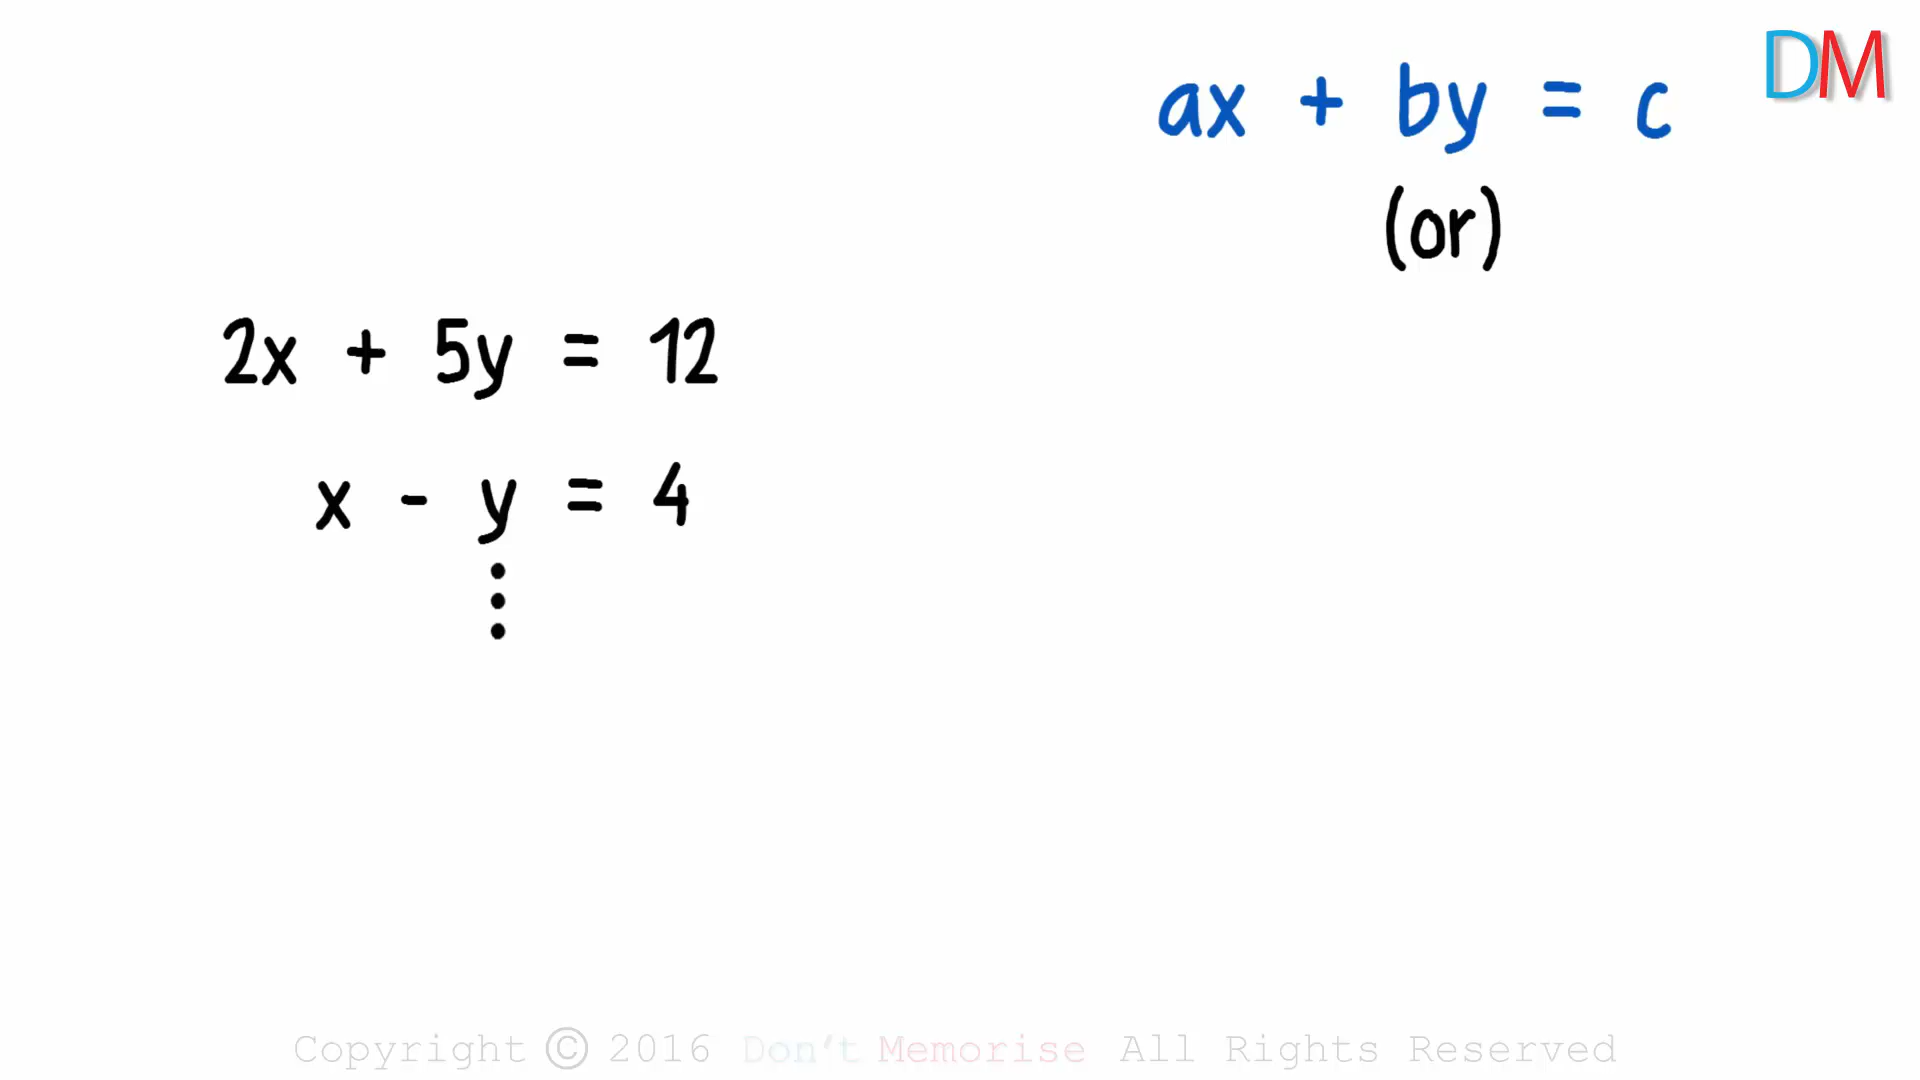 DM
ax + by = c
(or)
2x + 5y = 12
x - y = 4
Copyright © 2016 Don't Memorise All Rights Reserved